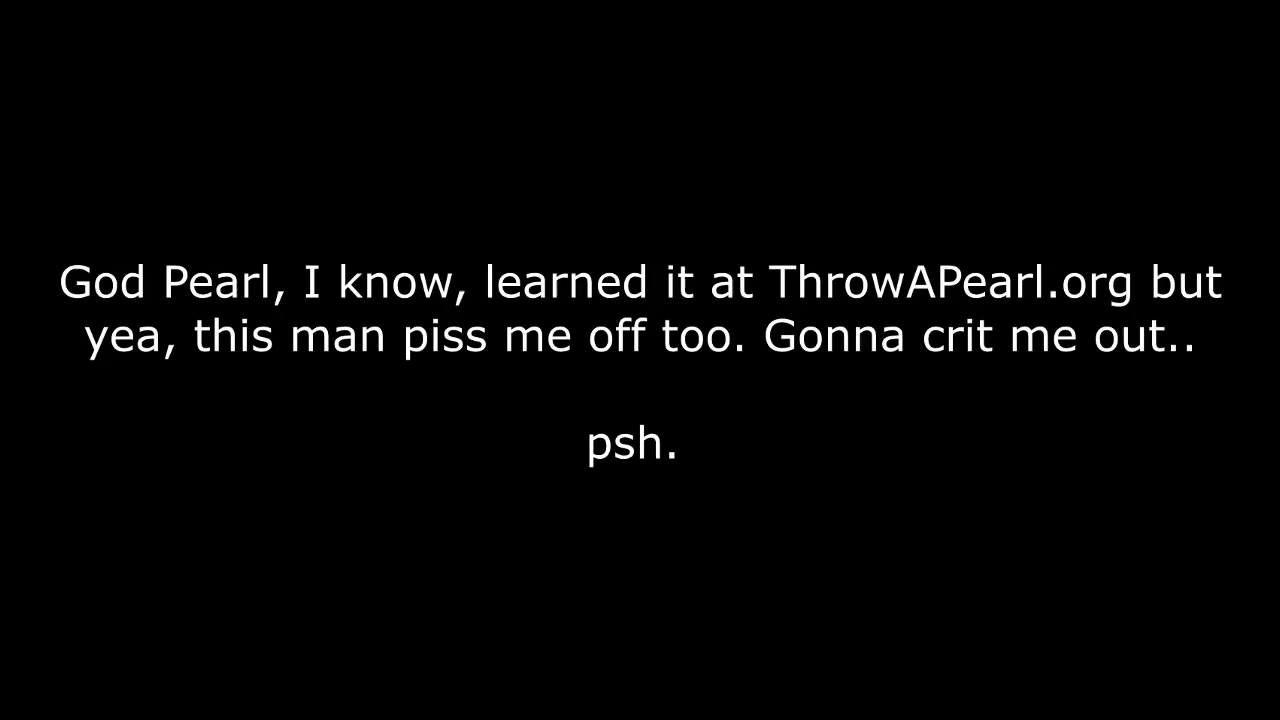 God Pearl, I know, learned it at ThrowAPearl.org but
yea, this man piss me off too. Gonna crit me out..
psh.